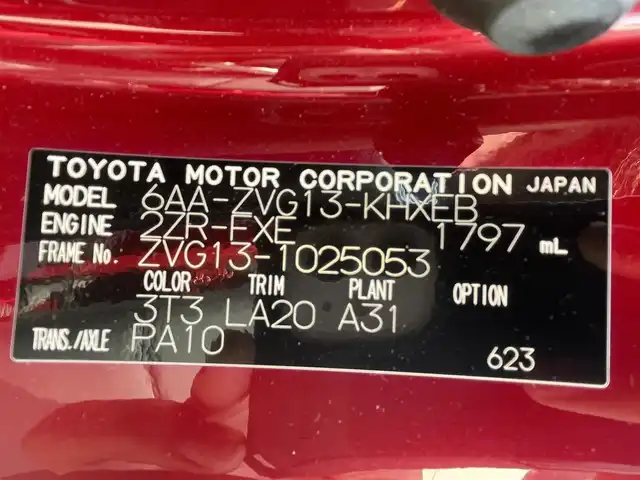 TOYOTA MOTOR CORPORATION JAPAN
MODEL 6AA-ZVG13-KHXEB
ENGINE 2ZR-FXE 1797 mL
FRAME No. ZVG13-1025053
COLOR TRIM PLANT OPTION
3T3 LA20 A31
TRANS./AXLE PA10
623